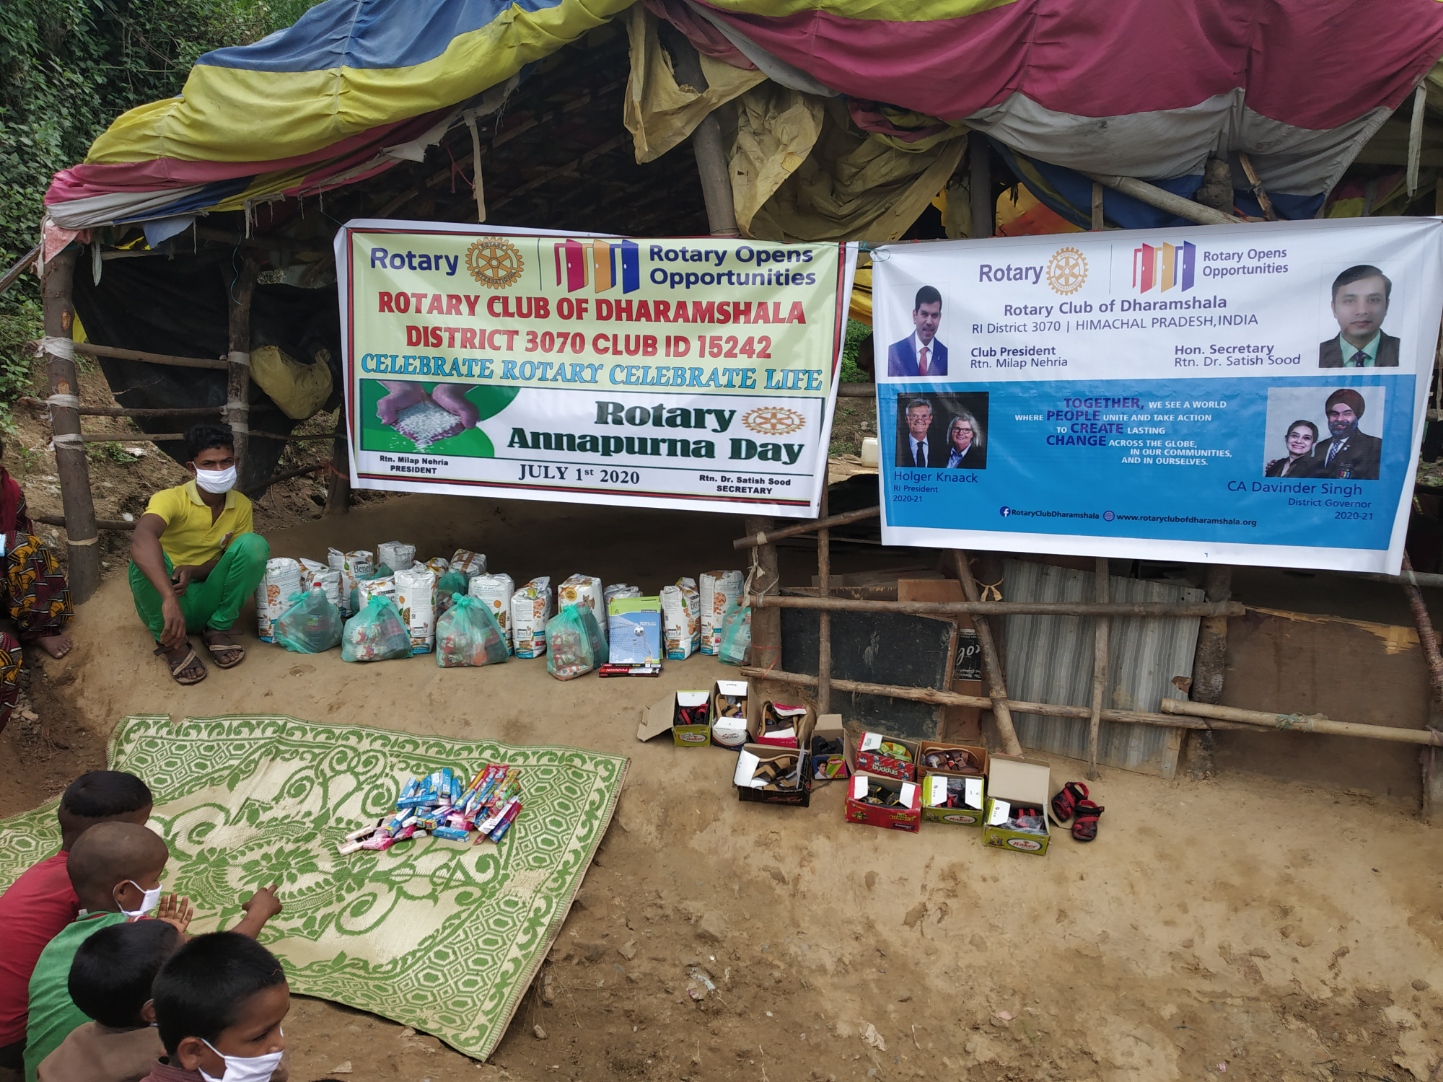 Rotary
Rotary Opens
Opportunities
ROTARY CLUB OF DHARAMSHALA
DISTRICT 3070 CLUB ID 15242
CELEBRATE ROTARY CELEBRATE LIFE
Rotary
Annapurna Day
Rtn. Milap Nehria
PRESIDENT
JULY 1st 2020
Rtn. Dr. Satish Sood
SECRETARY
Rotary
Rotary Opens
Opportunities
Rotary Club of Dharamshala
RI District 3070 | HIMACHAL PRADESH,INDIA
Club President
Rtn. Milap Nehria
Hon. Secretary
Rtn. Dr. Satish Sood
TOGETHER, WE SEE A WORLD
WHERE PEOPLE UNITE AND TAKE ACTION
TO CREATE LASTING
CHANGE ACROSS THE GLOBE,
IN OUR COMMUNITIES,
AND IN OURSELVES.
Holger Knaack
RI President
2020-21
CA Davinder Singh
District Governor
2020-21
RotaryClubDharamshala www.rotaryclubofdharamshala.org